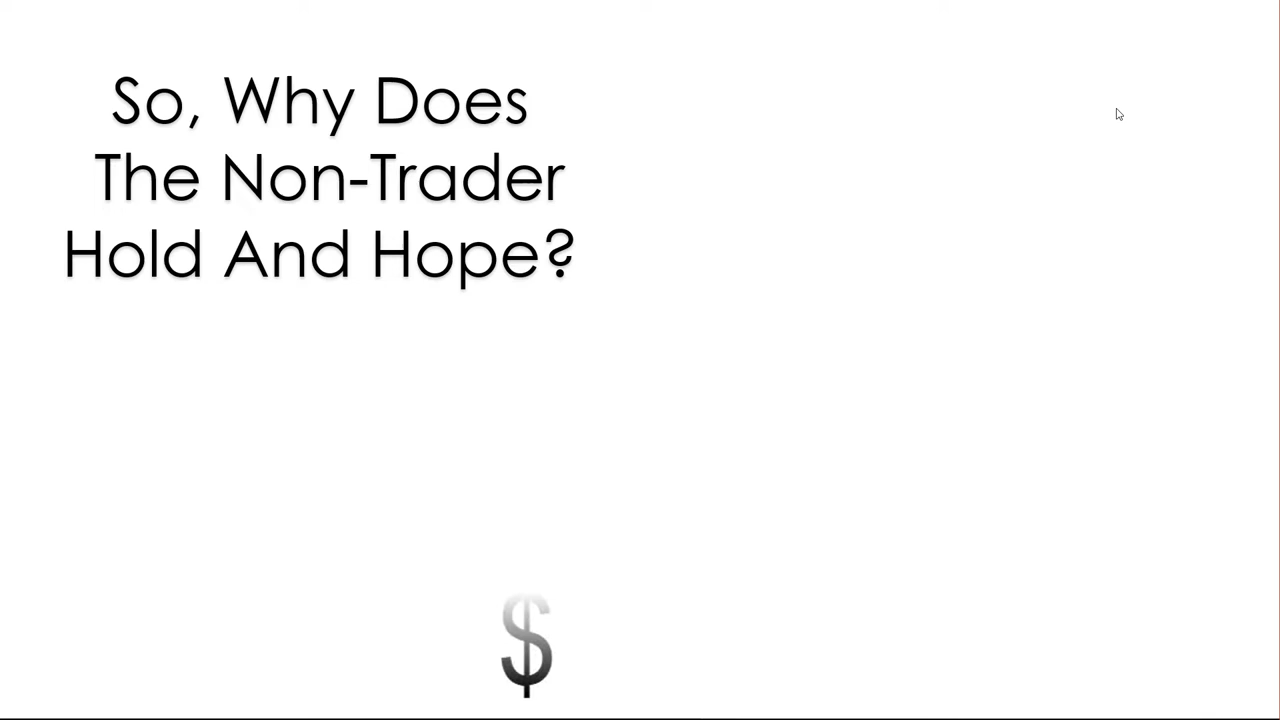 So, Why Does
The Non-Trader
Hold And Hope?
$